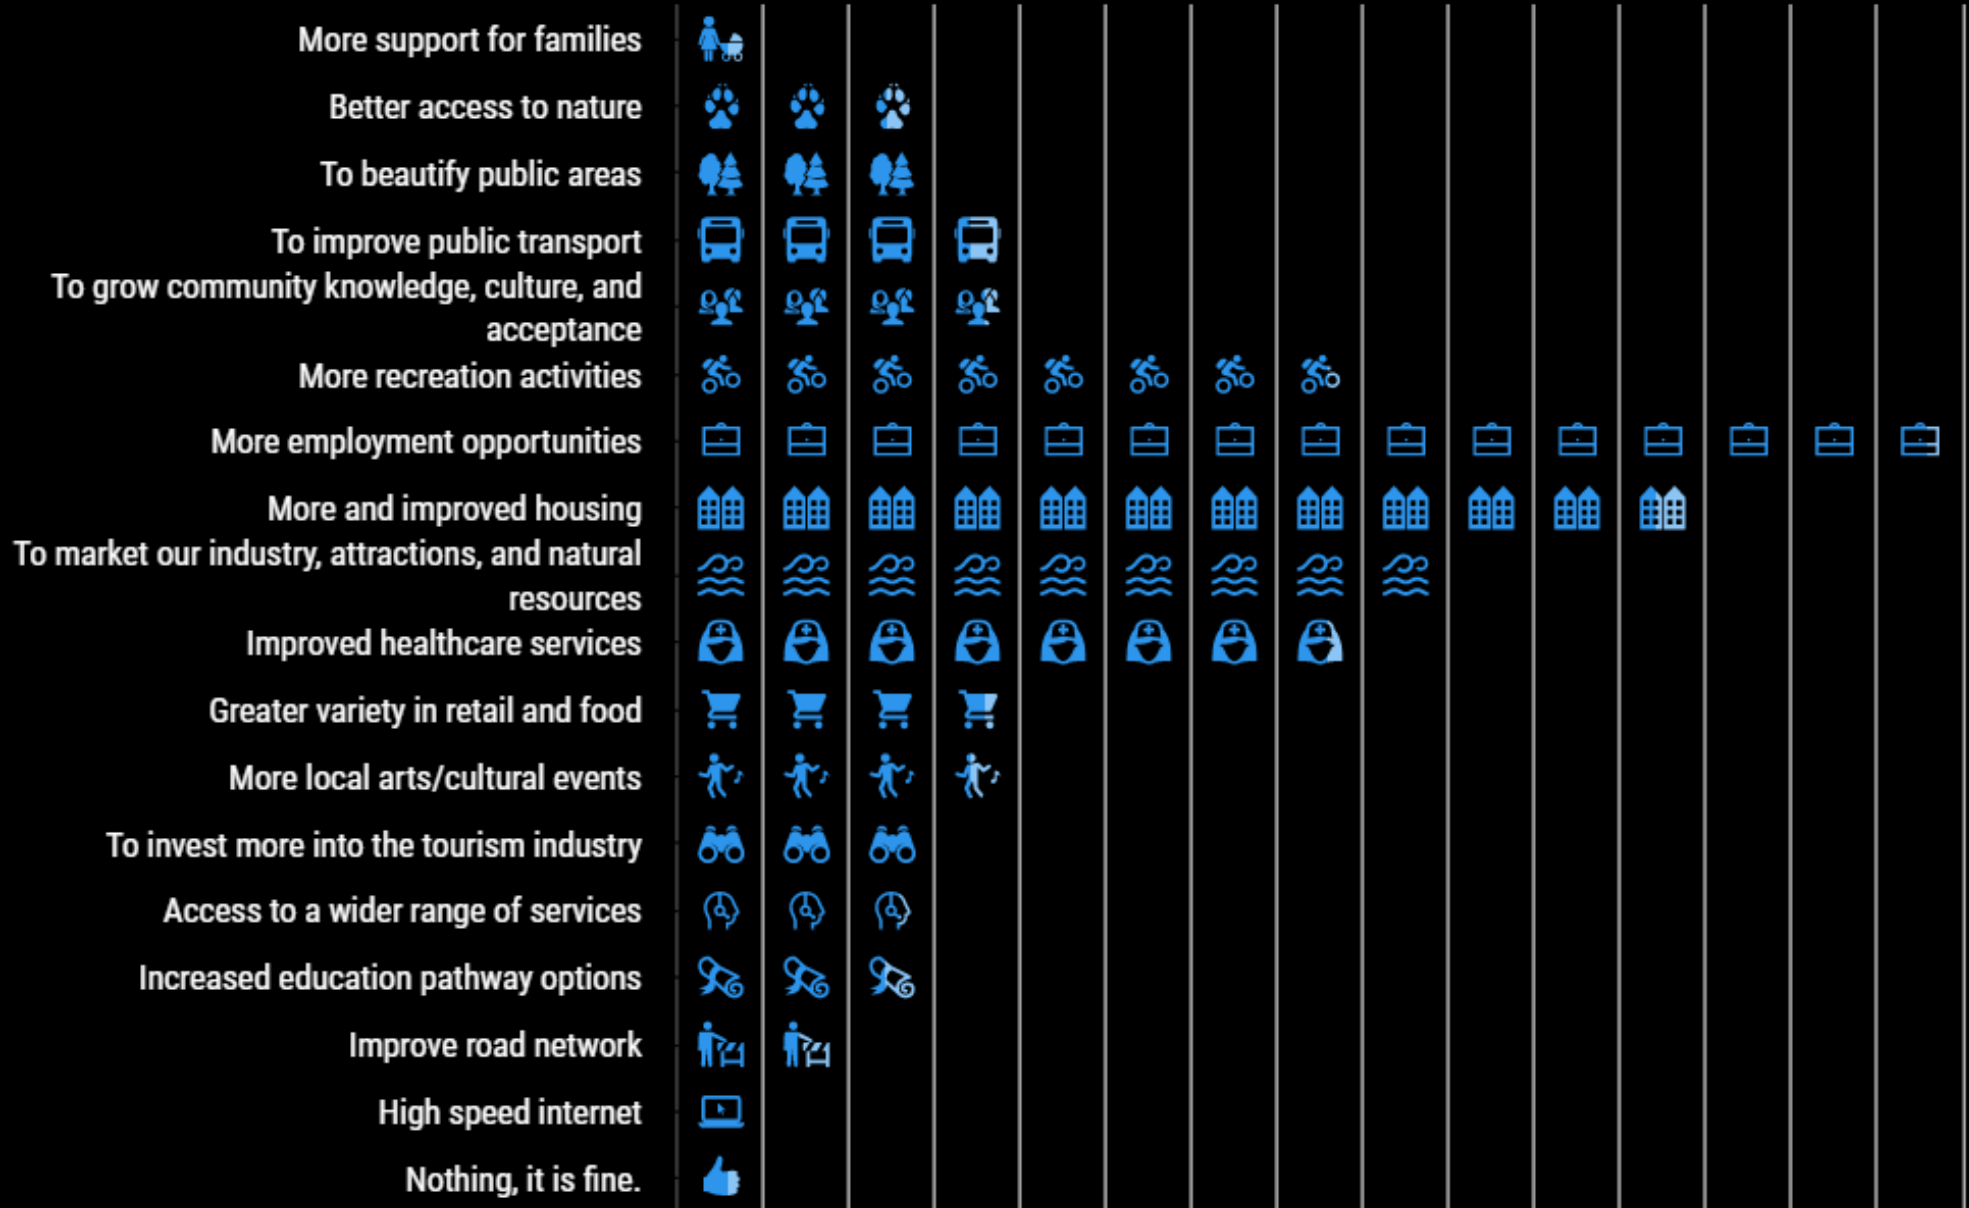 More support for families
Better access to nature
To beautify public areas
To improve public transport
To grow community knowledge, culture, and
acceptance
More recreation activities
More employment opportunities
More and improved housing
To market our industry, attractions, and natural
resources
Improved healthcare services
Greater variety in retail and food
More local arts/cultural events
To invest more into the tourism industry
Access to a wider range of services
Increased education pathway options
Improve road network
High speed internet
Nothing, it is fine.